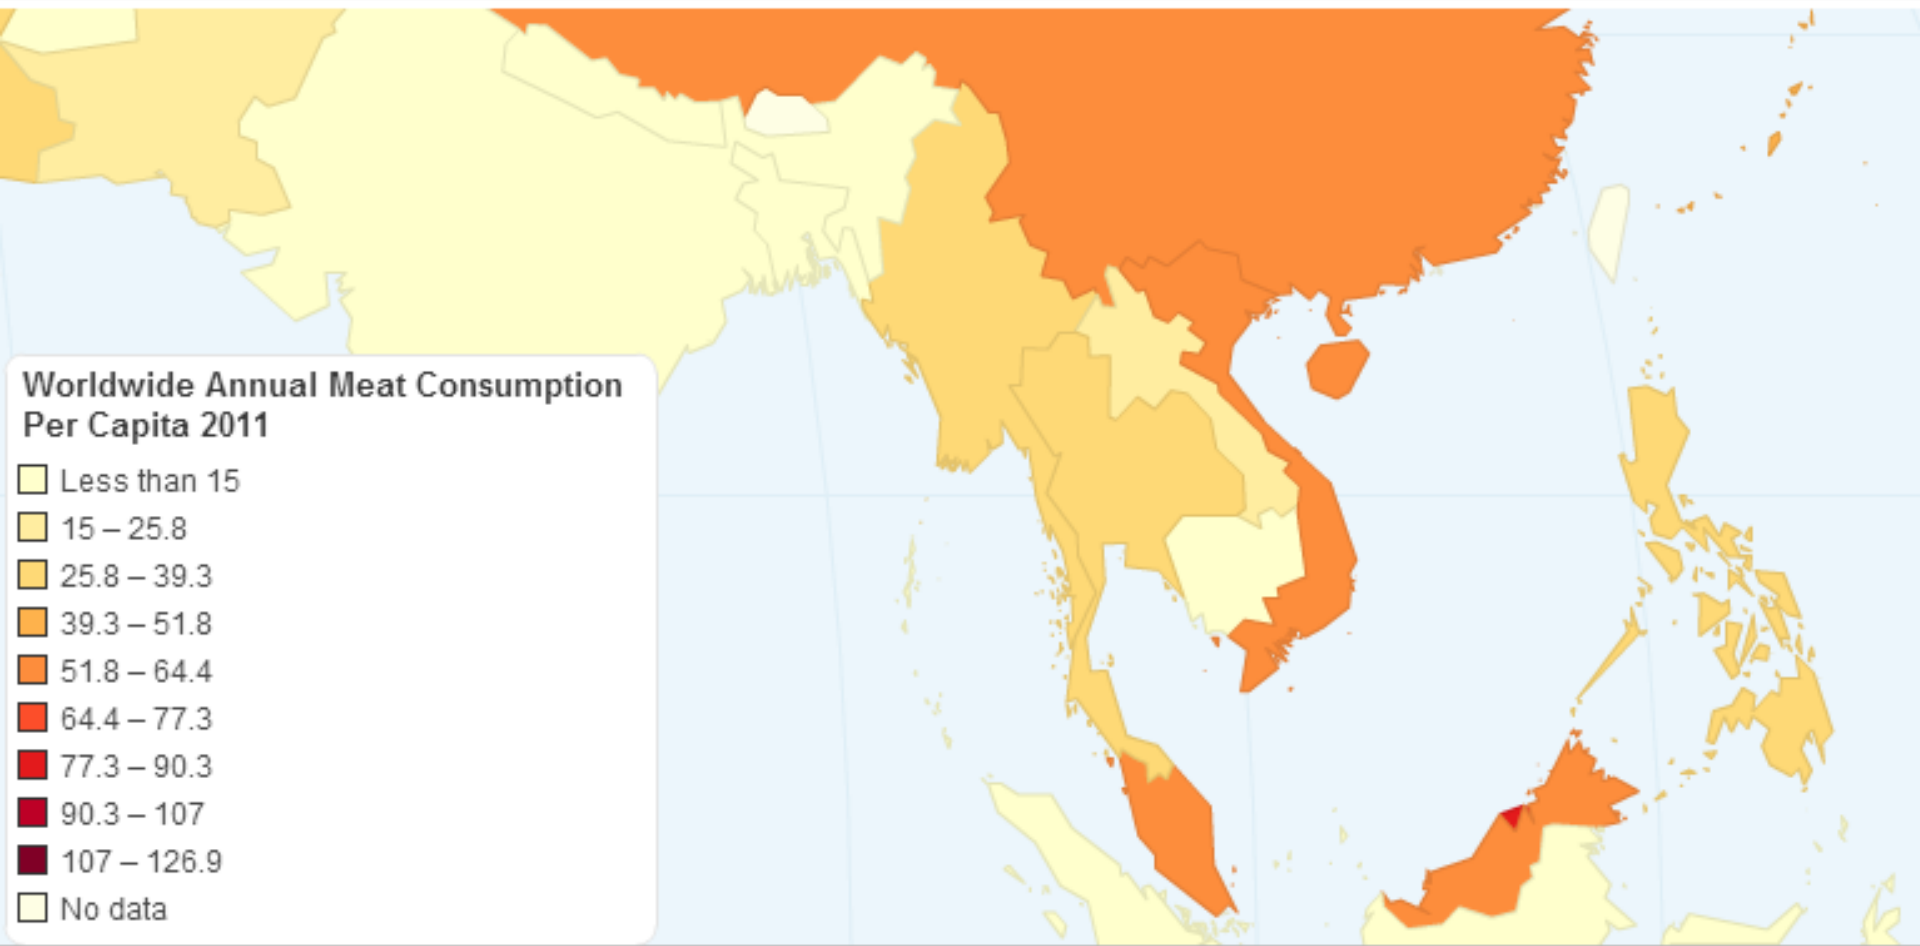 Worldwide Annual Meat Consumption
Per Capita 2011
Less than 15
15 – 25.8
25.8 – 39.3
39.3 – 51.8
51.8 – 64.4
64.4 – 77.3
77.3 – 90.3
90.3 – 107
107 – 126.9
No data